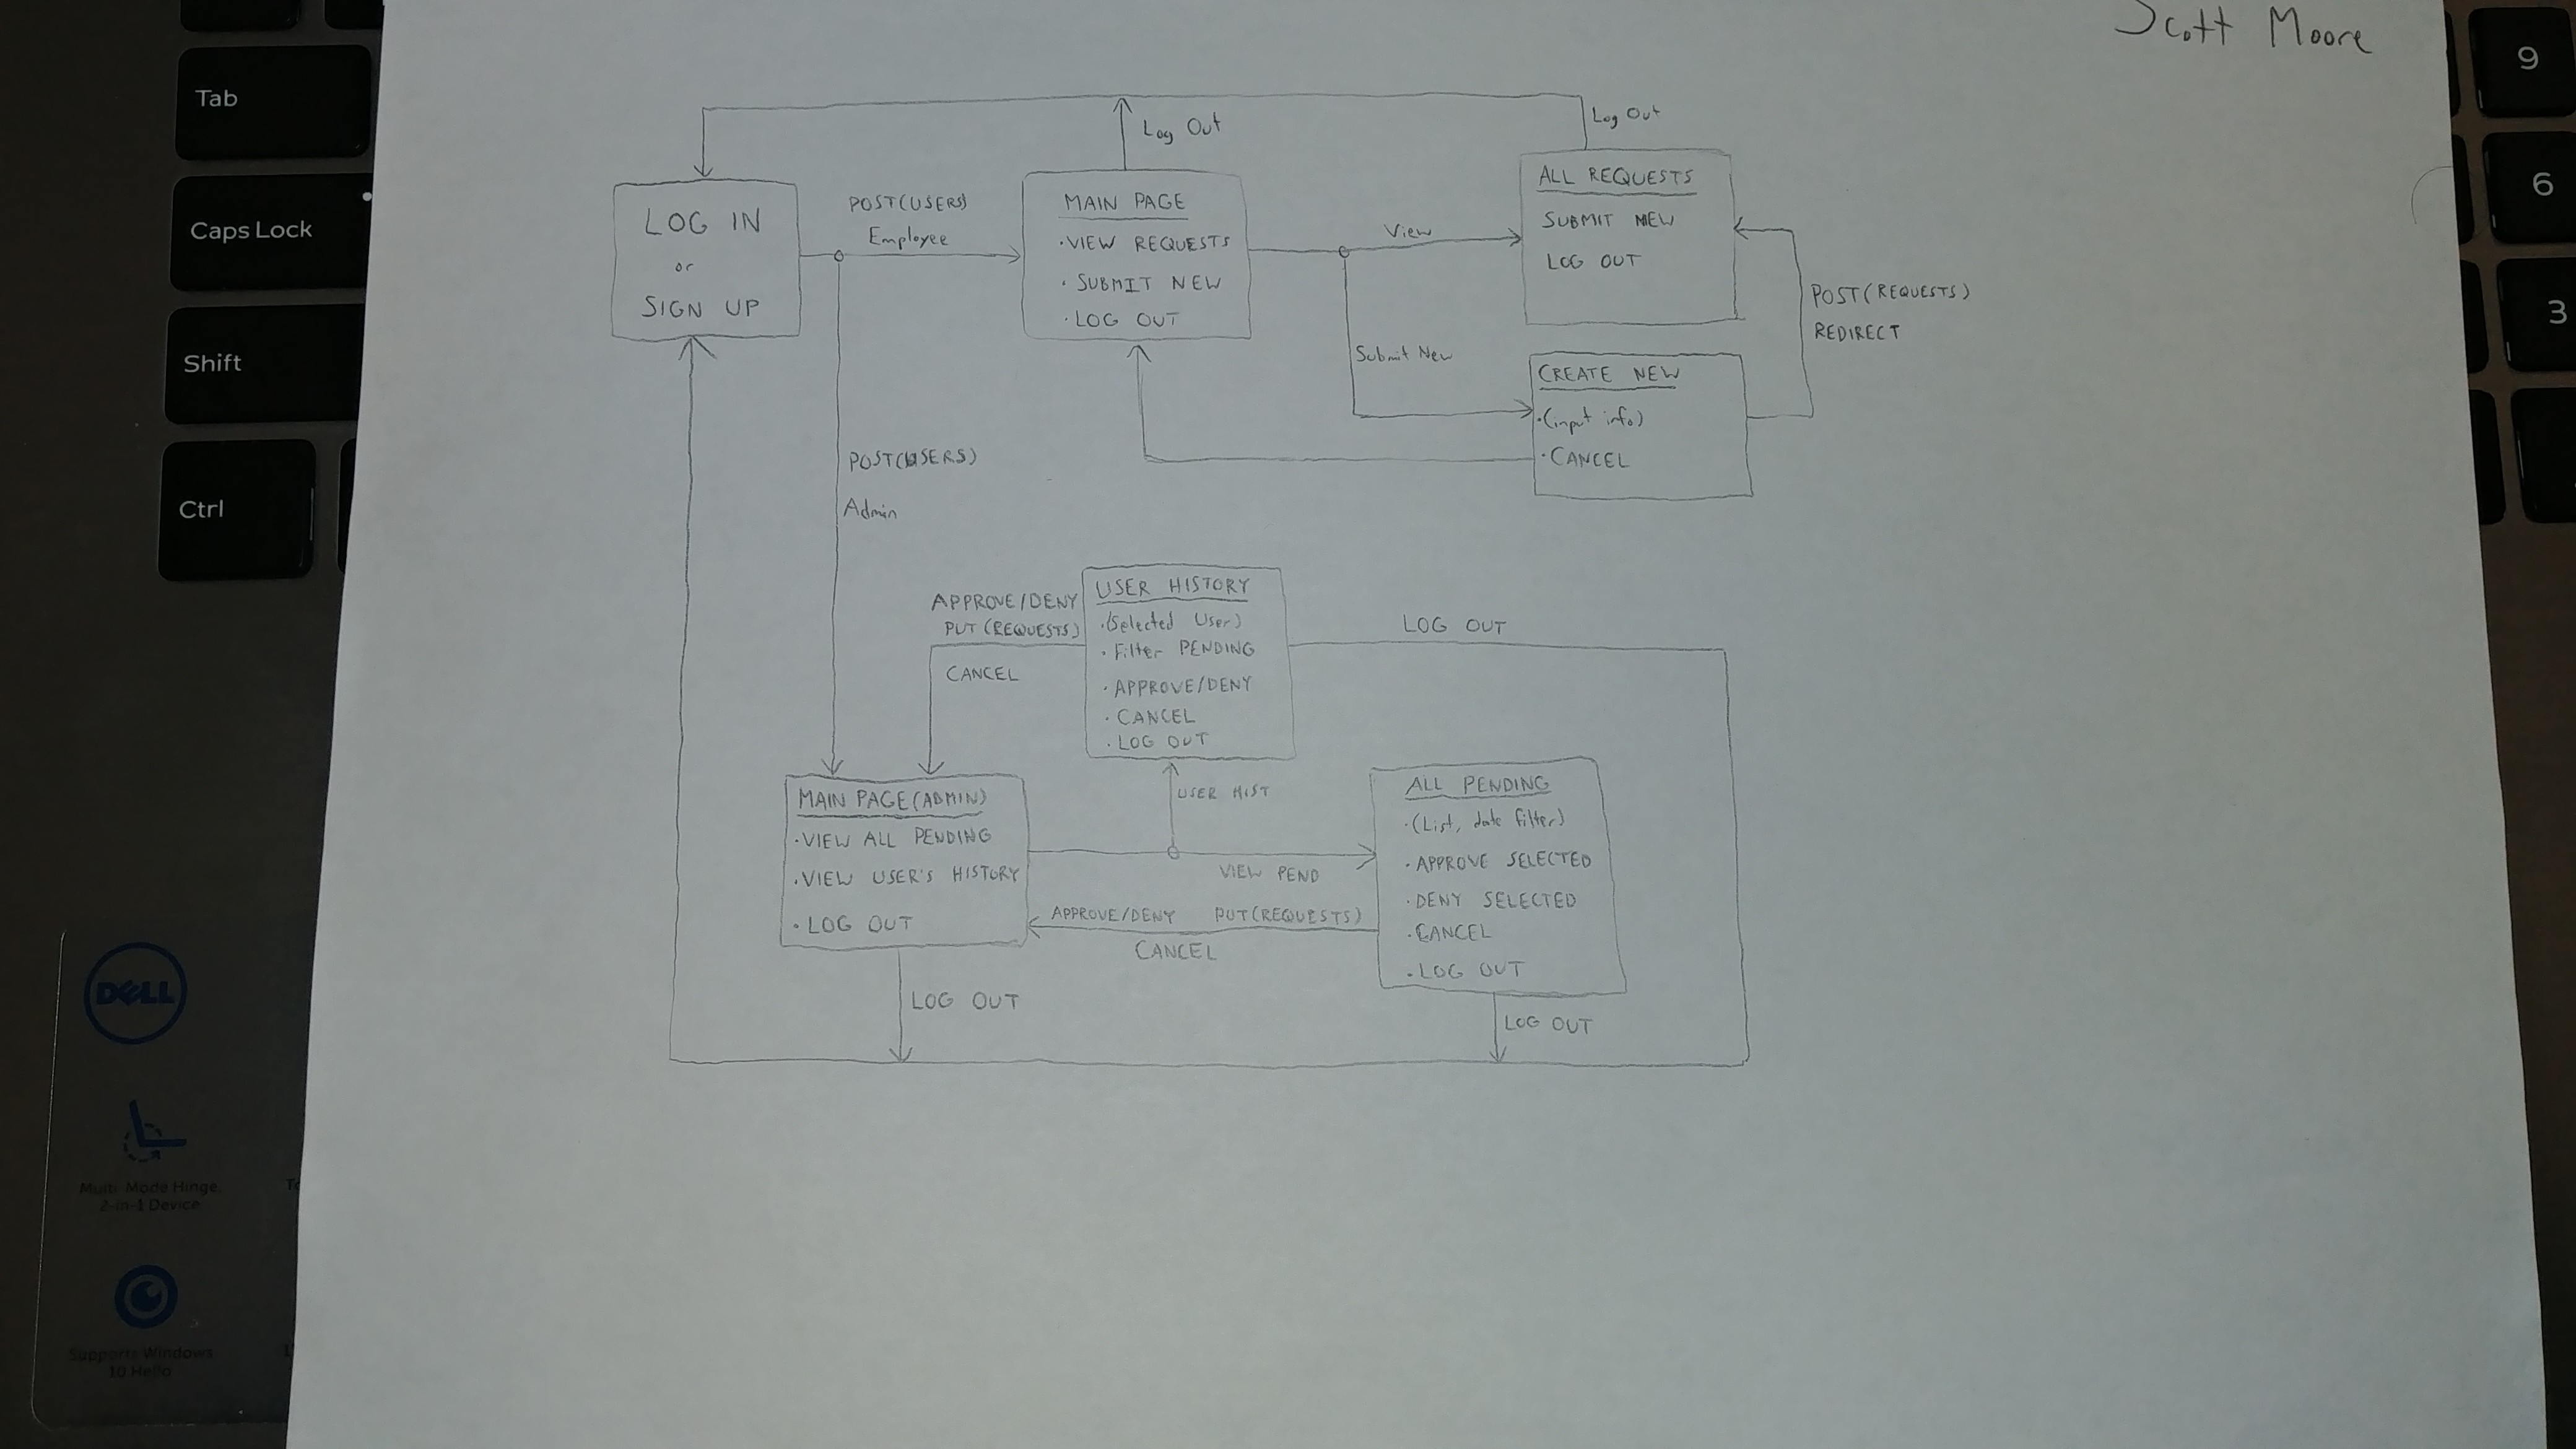 Scott Moore
Log Out
Log Out
LOG IN
or
SIGN UP
POST(USERS)
Employee
MAIN PAGE
·VIEW REQUESTS
·SUBMIT NEW
·LOG OUT
View
Submit New
ALL REQUESTS
SUBMIT NEW
LOG OUT
POST(REQUESTS)
REDIRECT
CREATE NEW
·(input info)
·CANCEL
POST(USERS)
Admin
APPROVE/DENY
PUT(REQUESTS)
CANCEL
USER HISTORY
·(Selected User)
·Filter PENDING
·APPROVE/DENY
·CANCEL
·LOG OUT
LOG OUT
MAIN PAGE(ADMIN)
·VIEW ALL PENDING
·VIEW USER'S HISTORY
·LOG OUT
USER HIST
VIEW PEND
APPROVE/DENY PUT(REQUESTS)
CANCEL
ALL PENDING
·(List, date filter)
·APPROVE SELECTED
·DENY SELECTED
·CANCEL
·LOG OUT
LOG OUT
LOG OUT
Tab
Caps Lock
Shift
Ctrl
9
6
3
DELL
Multi-Mode Hinge,
2-in-1 Device
Supports Windows
10 Hello